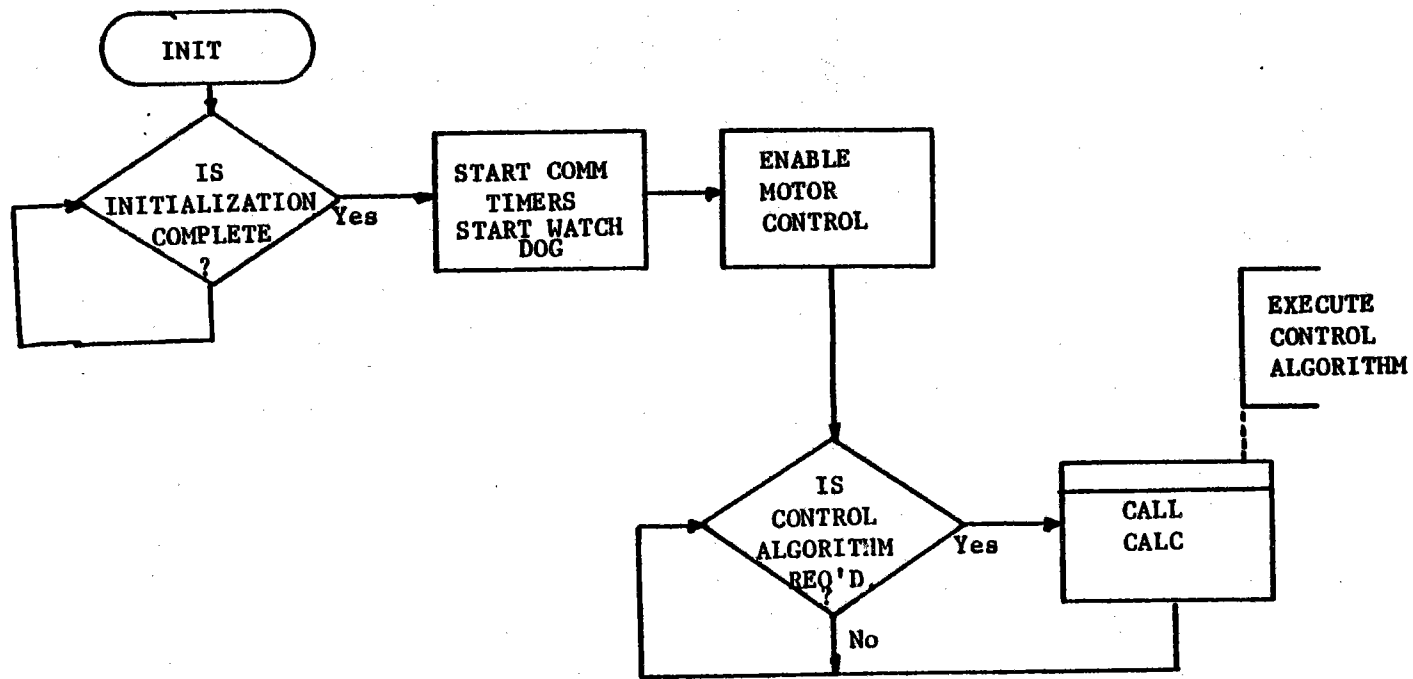 INIT
IS
INITIALIZATION
COMPLETE
?
Yes
START COMM
TIMERS
START WATCH
DOG
ENABLE
MOTOR
CONTROL
EXECUTE
CONTROL
ALGORITHM
IS
CONTROL
ALGORITHM
REQ'D
?
Yes
No
CALL
CALC